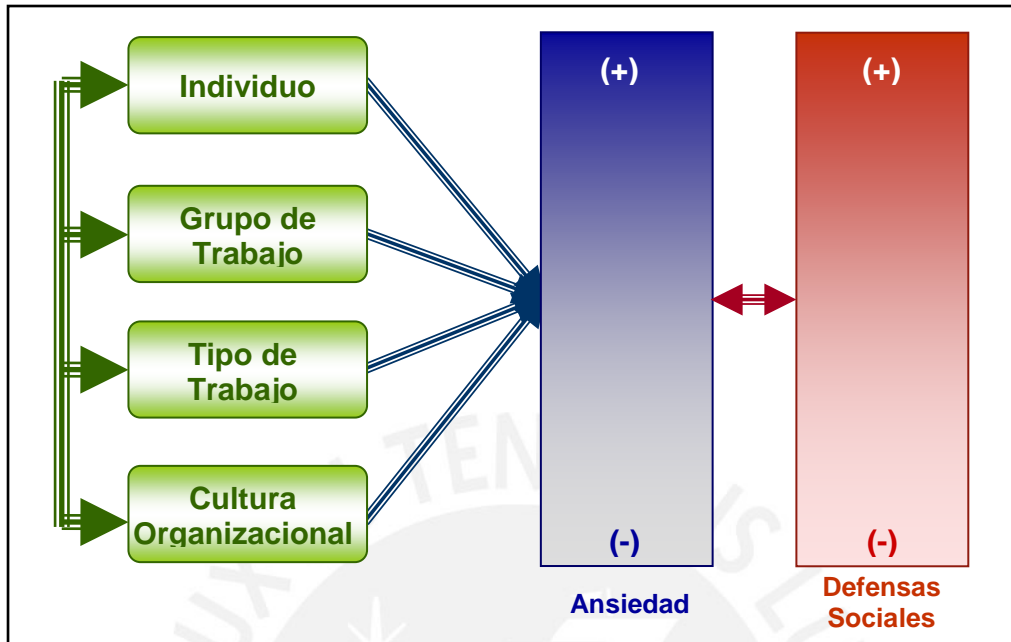 Individuo
Grupo de
Trabajo
Tipo de
Trabajo
Cultura
Organizacional
(+)
(-)
Ansiedad
(+)
(-)
Defensas
Sociales